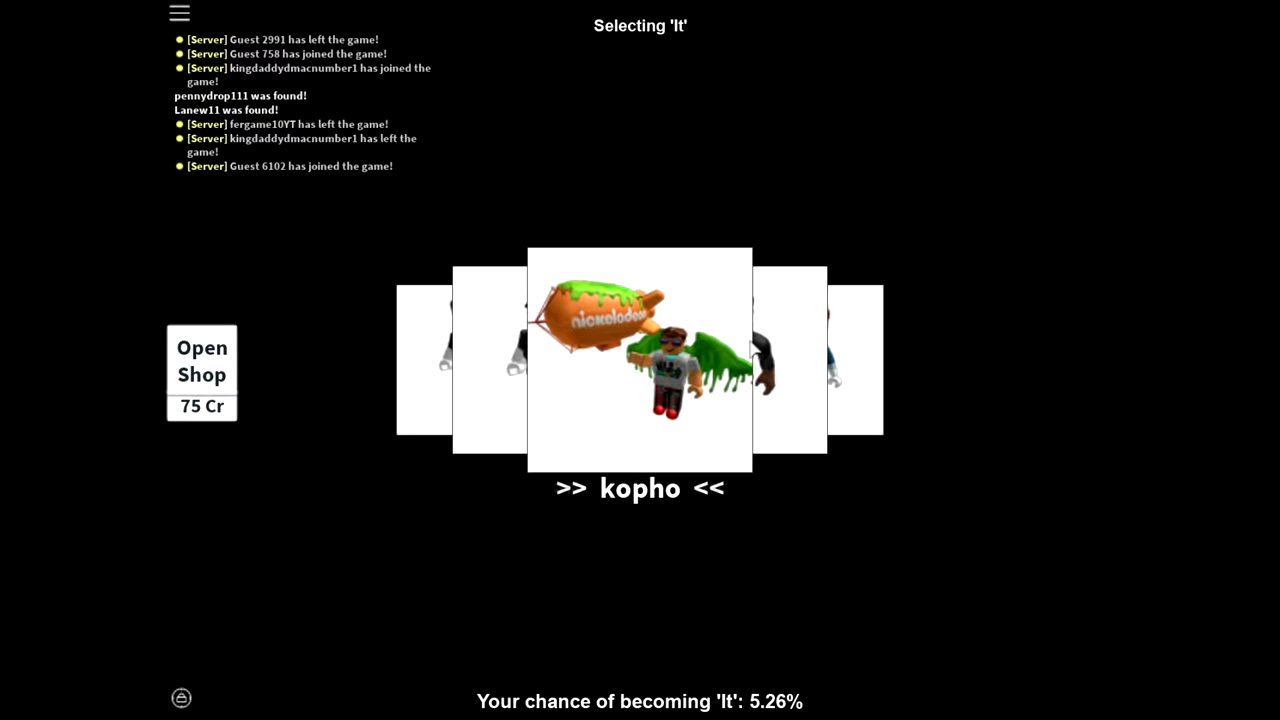 Selecting 'It'
[Server] Guest 2991 has left the game!
[Server] Guest 758 has joined the game!
[Server] kingdaddydmacnumber1 has joined the
game!
pennydrop111 was found!
Lanew11 was found!
[Server] fergame10YT has left the game!
[Server] kingdaddydmacnumber1 has left the
game!
[Server] Guest 6102 has joined the game!
nickelodeon
Open
Shop
75 Cr
>> kopho <<
Your chance of becoming 'It': 5.26%